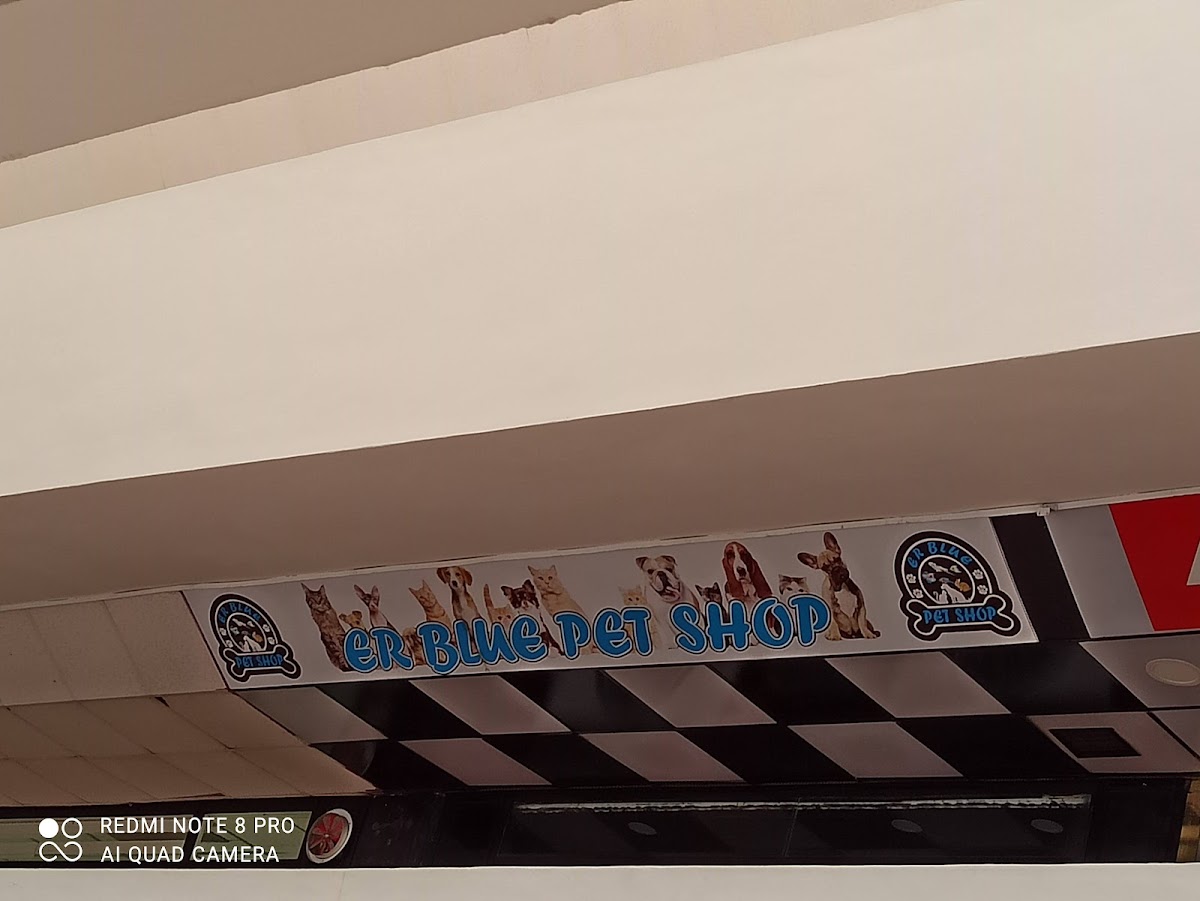 ER BLUE
PET SHOP
ER BLUE PET SHOP
ER BLUE
PET SHOP
REDMI NOTE 8 PRO
AI QUAD CAMERA